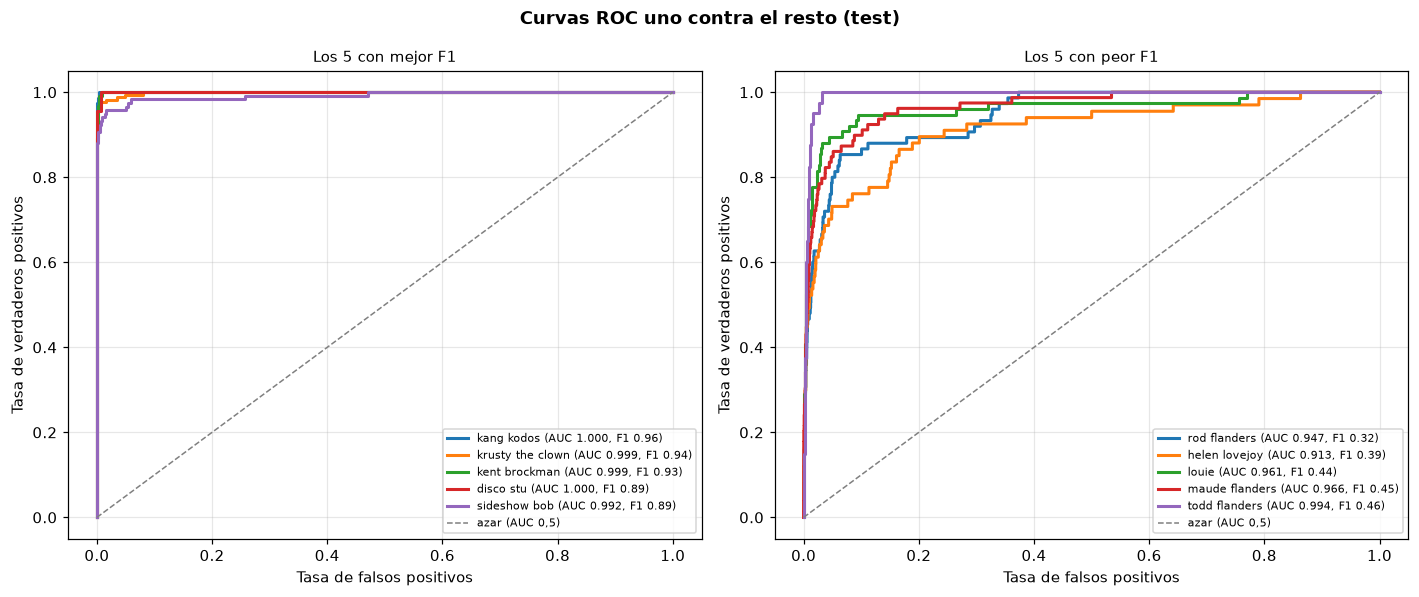 Curvas ROC uno contra el resto (test)
Los 5 con mejor F1
Tasa de verdaderos positivos
1.0
0.8
0.6
0.4
0.2
0.0
kang kodos (AUC 1.000, F1 0.96)
krusty the clown (AUC 0.999, F1 0.94)
kent brockman (AUC 0.999, F1 0.93)
disco stu (AUC 1.000, F1 0.89)
sideshow bob (AUC 0.992, F1 0.89)
azar (AUC 0,5)
0.0 0.2 0.4 0.6 0.8 1.0
Tasa de falsos positivos
Los 5 con peor F1
Tasa de verdaderos positivos
1.0
0.8
0.6
0.4
0.2
0.0
rod flanders (AUC 0.947, F1 0.32)
helen lovejoy (AUC 0.913, F1 0.39)
louie (AUC 0.961, F1 0.44)
maude flanders (AUC 0.966, F1 0.45)
todd flanders (AUC 0.994, F1 0.46)
azar (AUC 0,5)
0.0 0.2 0.4 0.6 0.8 1.0
Tasa de falsos positivos